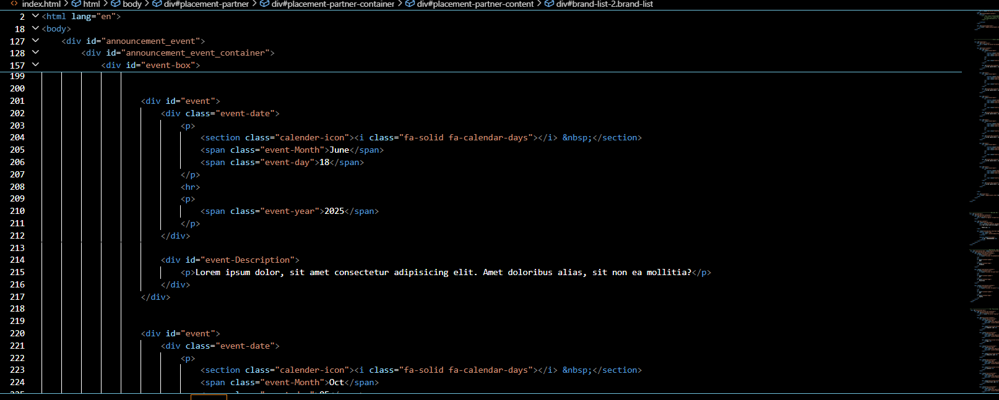 <> index.html > html > body > div#placement-partner > div#placement-partner-container > div#placement-partner-content > div#brand-list-2.brand-list
2 <html lang="en">
18 <body>
127 <div id="announcement_event">
128 <div id="announcement_event_container">
157 <div id="event-box">
199
200
201 <div id="event">
202 <div class="event-date">
203 <p>
204 <section class="calender-icon"><i class="fa-solid fa-calendar-days"></i> &nbsp;</section>
205 <span class="event-Month">June</span>
206 <span class="event-day">18</span>
207 </p>
208 <hr>
209 <p>
210 <span class="event-year">2025</span>
211 </p>
212 </div>
213
214 <div id="event-Description">
215 <p>Lorem ipsum dolor, sit amet consectetur adipisicing elit. Amet doloribus alias, sit non ea mollitia?</p>
216 </div>
217 </div>
218
219
220 <div id="event">
221 <div class="event-date">
222 <p>
223 <section class="calender-icon"><i class="fa-solid fa-calendar-days"></i> &nbsp;</section>
224 <span class="event-Month">Oct</span>